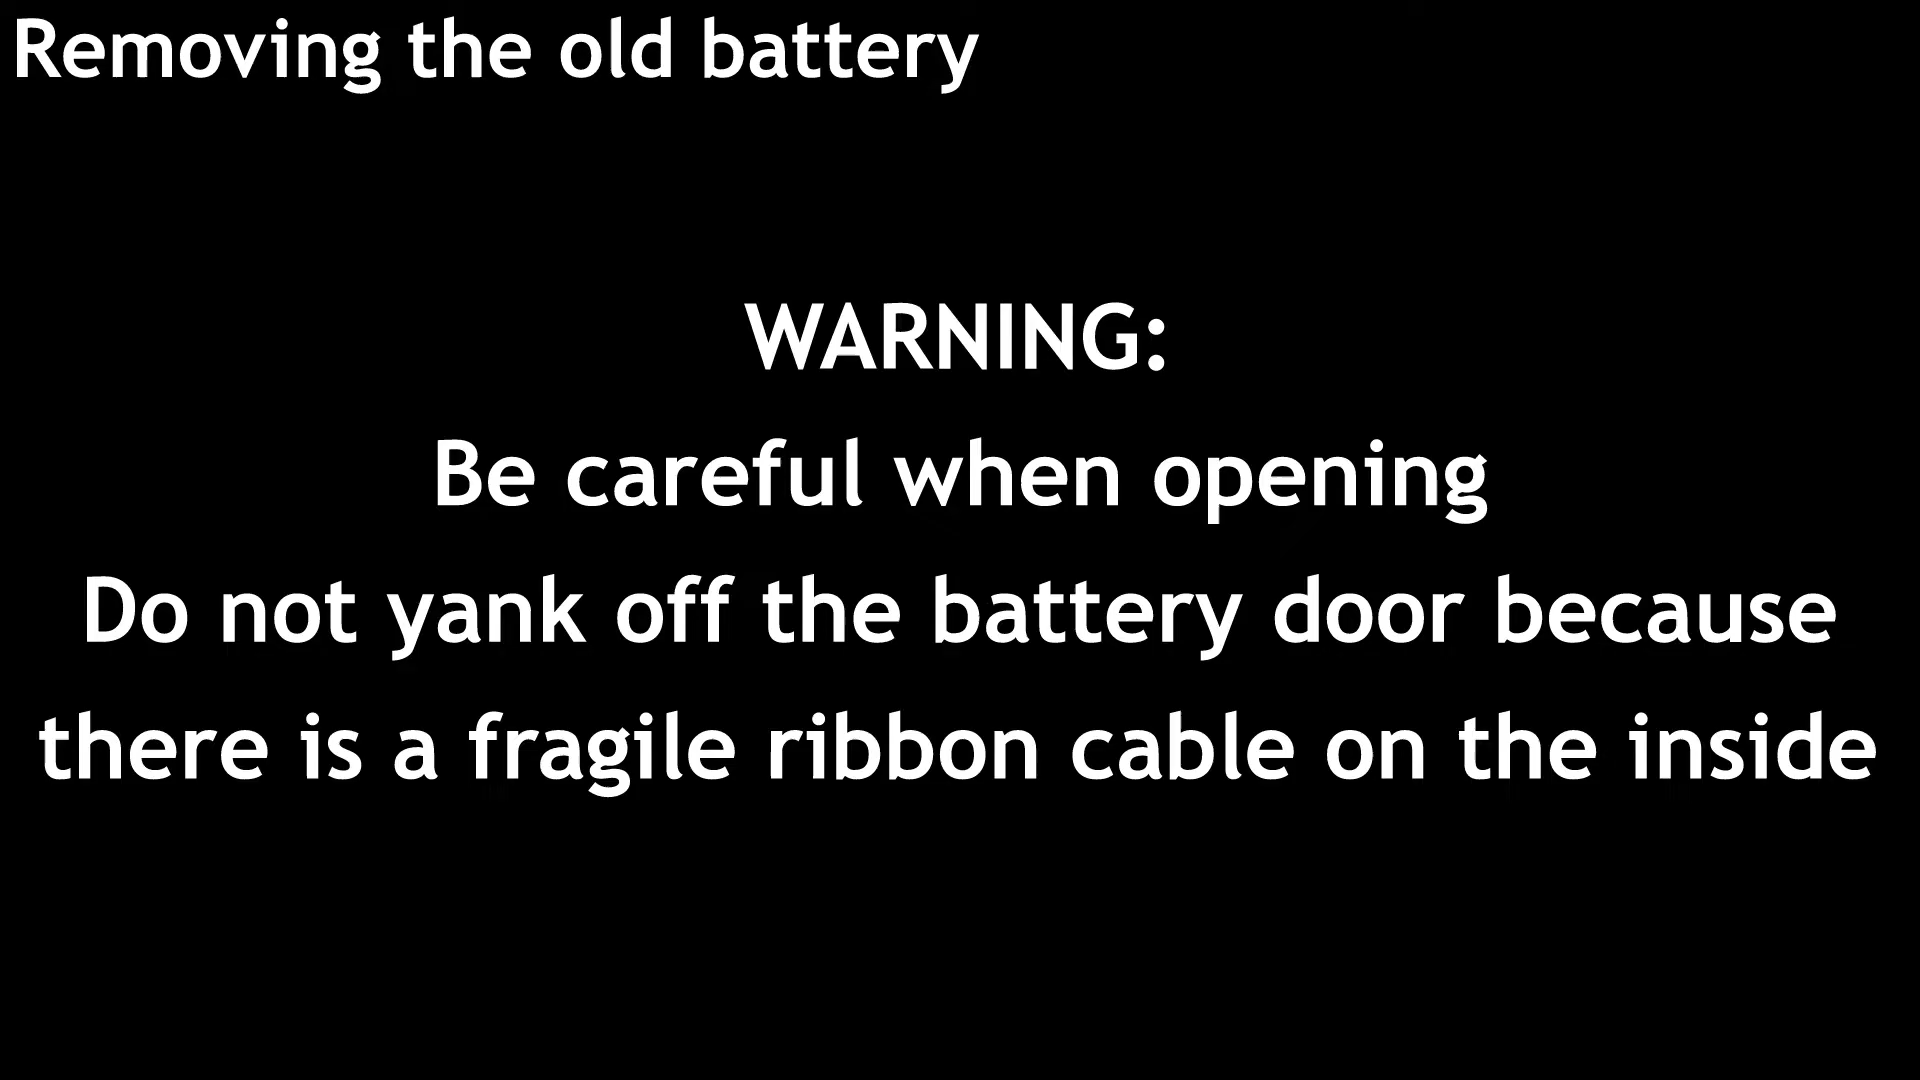 Removing the old battery
WARNING:
Be careful when opening
Do not yank off the battery door because
there is a fragile ribbon cable on the inside